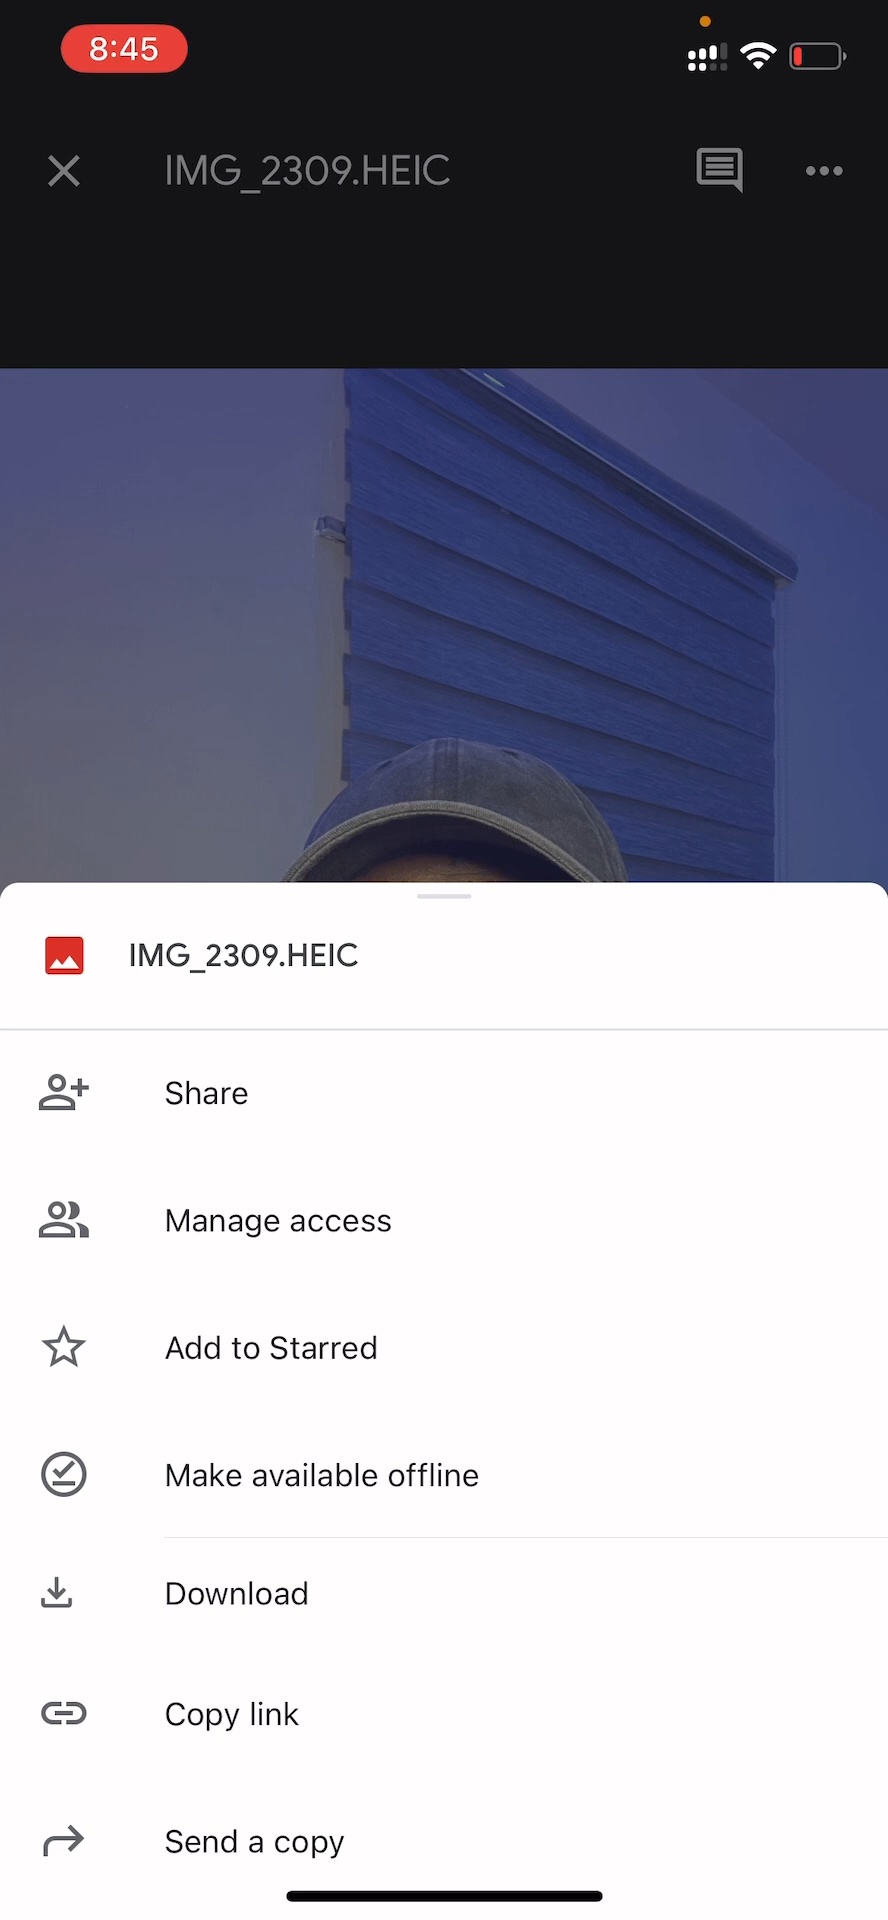 8:45
IMG_2309.HEIC
IMG_2309.HEIC
Share
Manage access
Add to Starred
Make available offline
Download
Copy link
Send a copy